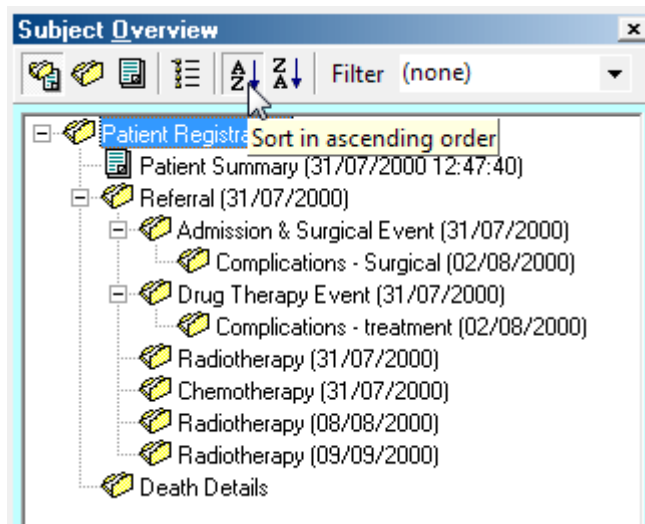 Subject Overview
Filter (none)
Patient Registra
Sort in ascending order
Patient Summary (31/07/2000 12:47:40)
Referral (31/07/2000)
Admission & Surgical Event (31/07/2000)
Complications - Surgical (02/08/2000)
Drug Therapy Event (31/07/2000)
Complications - treatment (02/08/2000)
Radiotherapy (31/07/2000)
Chemotherapy (31/07/2000)
Radiotherapy (08/08/2000)
Radiotherapy (09/09/2000)
Death Details